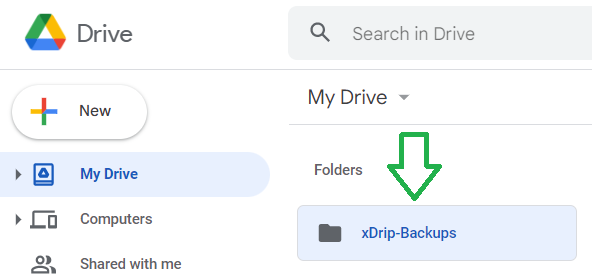 Drive
Search in Drive
New
My Drive
My Drive
Folders
Computers
xDrip-Backups
Shared with me